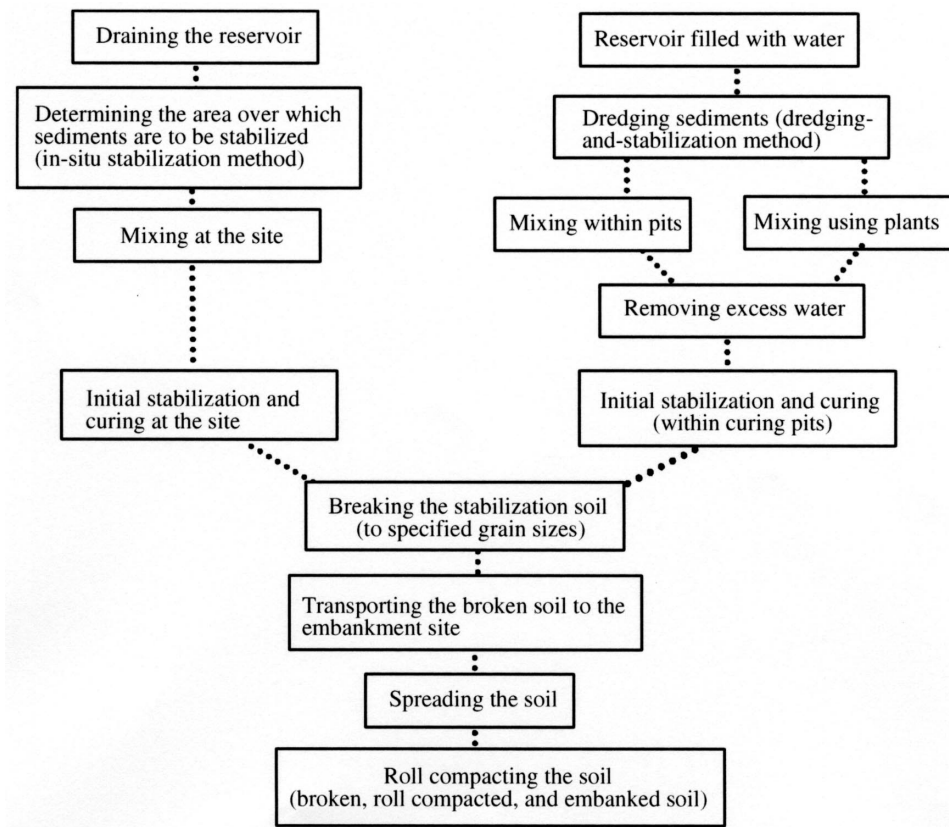 Draining the reservoir
Reservoir filled with water
Determining the area over which
sediments are to be stabilized
(in-situ stabilization method)
Dredging sediments (dredging-
and-stabilization method)
Mixing at the site
Mixing within pits
Mixing using plants
Removing excess water
Initial stabilization and
curing at the site
Initial stabilization and curing
(within curing pits)
Breaking the stabilization soil
(to specified grain sizes)
Transporting the broken soil to the
embankment site
Spreading the soil
Roll compacting the soil
(broken, roll compacted, and embanked soil)